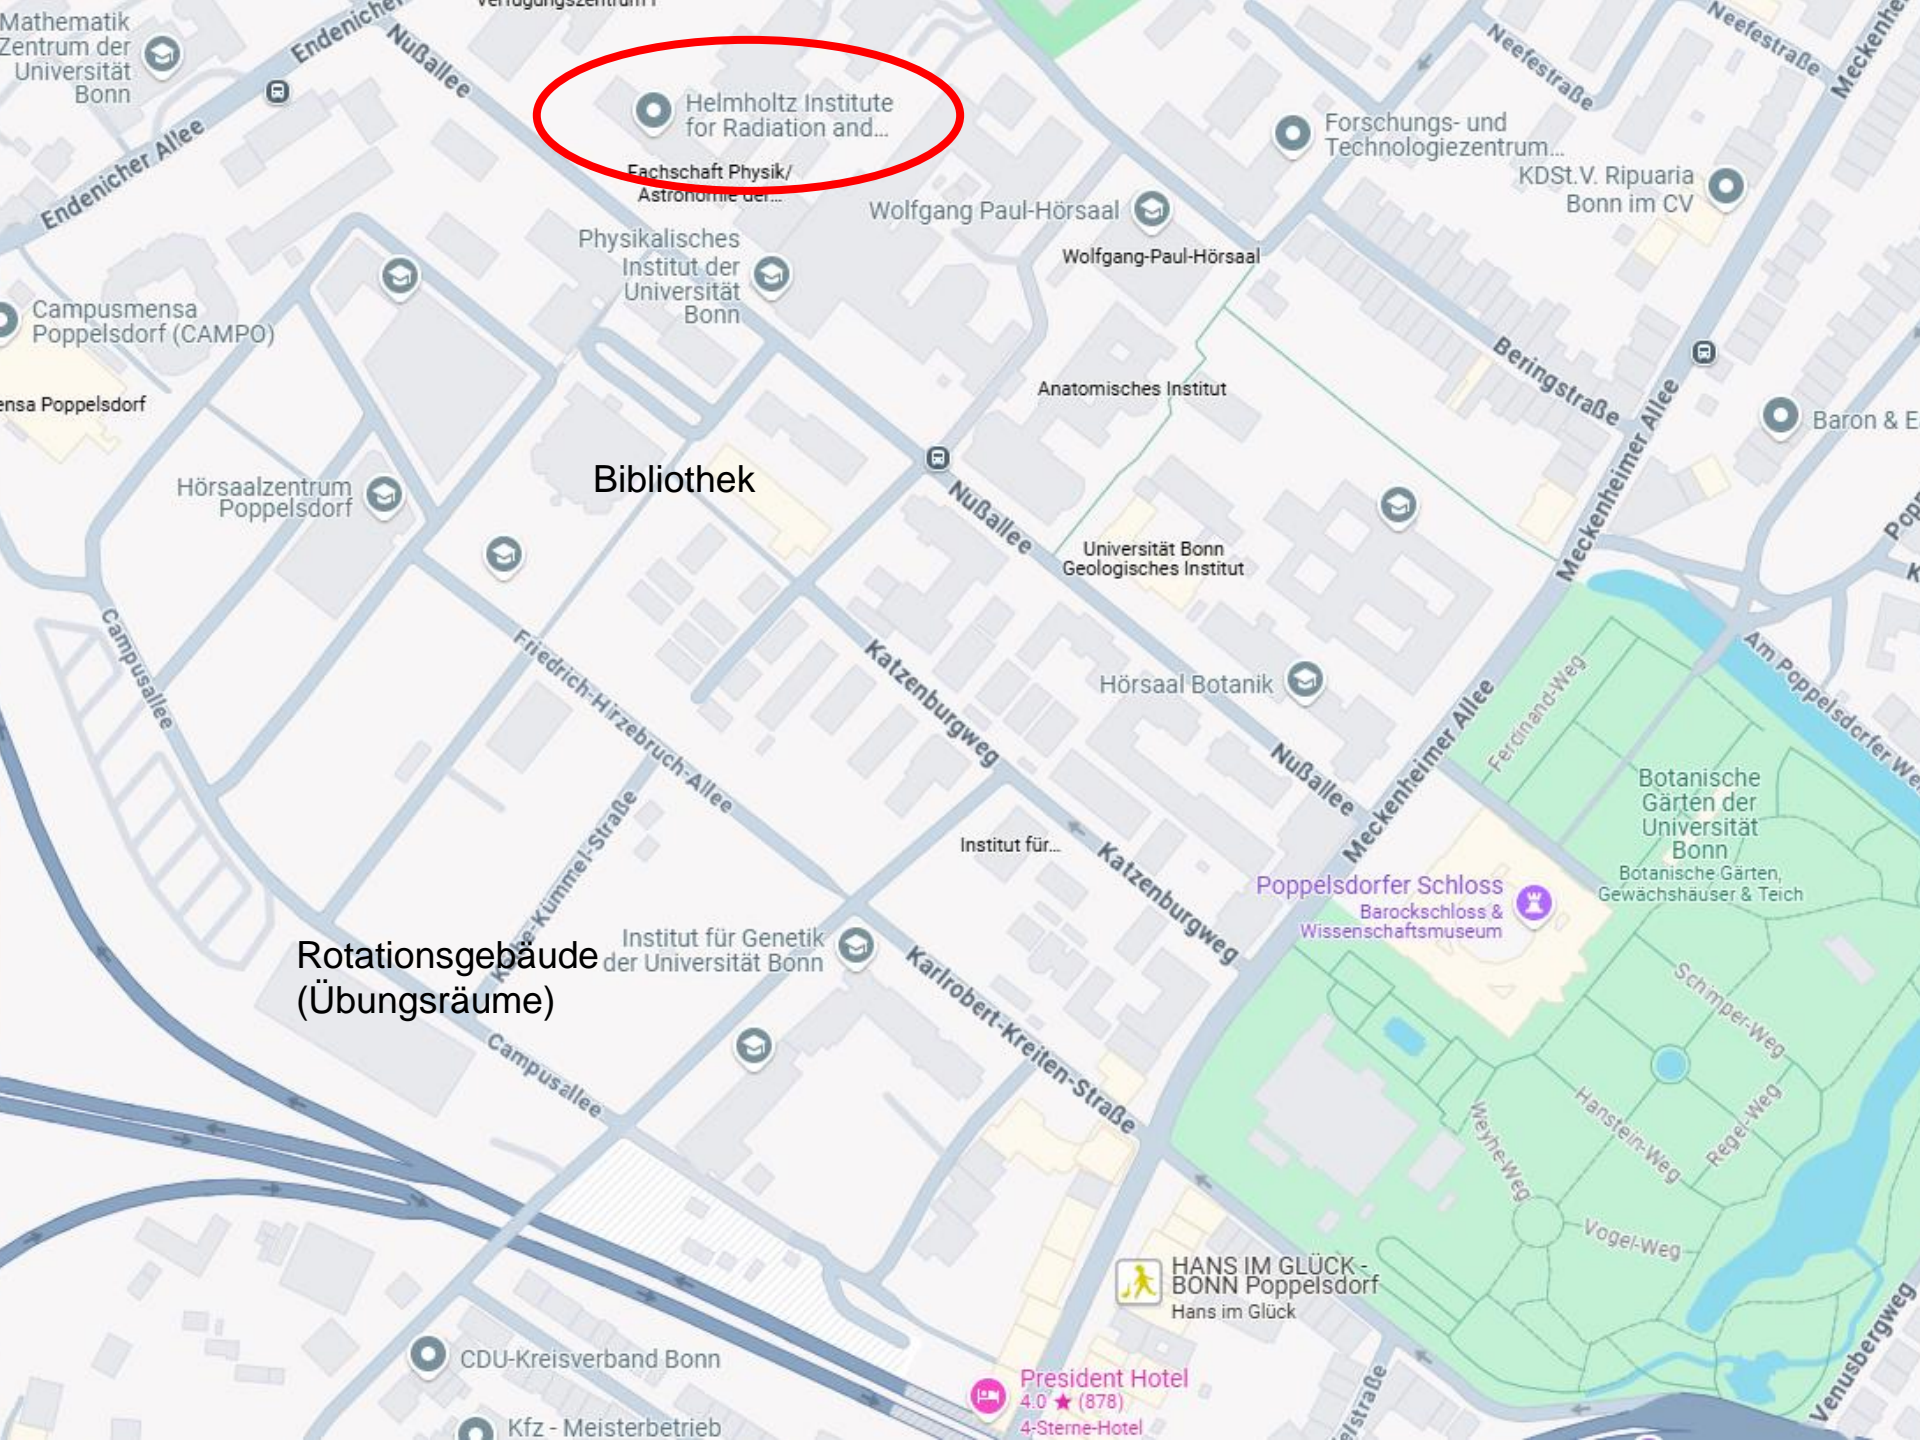 Verfügungszentrum I
Mathematik
Zentrum der
Universität
Bonn
Endenicher
Nußallee
Helmholtz Institute
for Radiation and...
Fachschaft Physik/
Astronomie der...
Neefestraße
Neefestraße
Forschungs- und
Technologiezentrum...
KDSt.V. Ripuaria
Bonn im CV
Endenicher Allee
Wolfgang Paul-Hörsaal
Wolfgang-Paul-Hörsaal
Physikalisches
Institut der
Universität
Bonn
Campusmensa
Poppelsdorf (CAMPO)
ensa Poppelsdorf
Beringstraße
Anatomisches Institut
Meckenheimer Allee
Baron & E
Bibliothek
Hörsaalzentrum
Poppelsdorf
Nußallee
Universität Bonn
Geologisches Institut
Campusallee
Friedrich-Hirzebruch-Allee
Katzenburgweg
Hörsaal Botanik
Nußallee
Meckenheimer Allee
Ferdinand-Weg
Am Poppelsdorfer We
Botanische
Gärten der
Universität
Bonn
Botanische Gärten,
Gewächshäuser & Teich
Institut für...
Katzenburgweg
Poppelsdorfer Schloss
Barockschloss &
Wissenschaftsmuseum
Rotationsgebäude
(Übungsräume)
Institut für Genetik
der Universität Bonn
Karlrobert-Kreiten-Straße
Campusallee
Schimper-Weg
Hanstein-Weg
Regel-Weg
Weyhe-Weg
Vogel-Weg
HANS IM GLÜCK -
BONN Poppelsdorf
Hans im Glück
CDU-Kreisverband Bonn
President Hotel
4.0 ★ (878)
4-Sterne-Hotel
Kfz - Meisterbetrieb
Venusbergweg